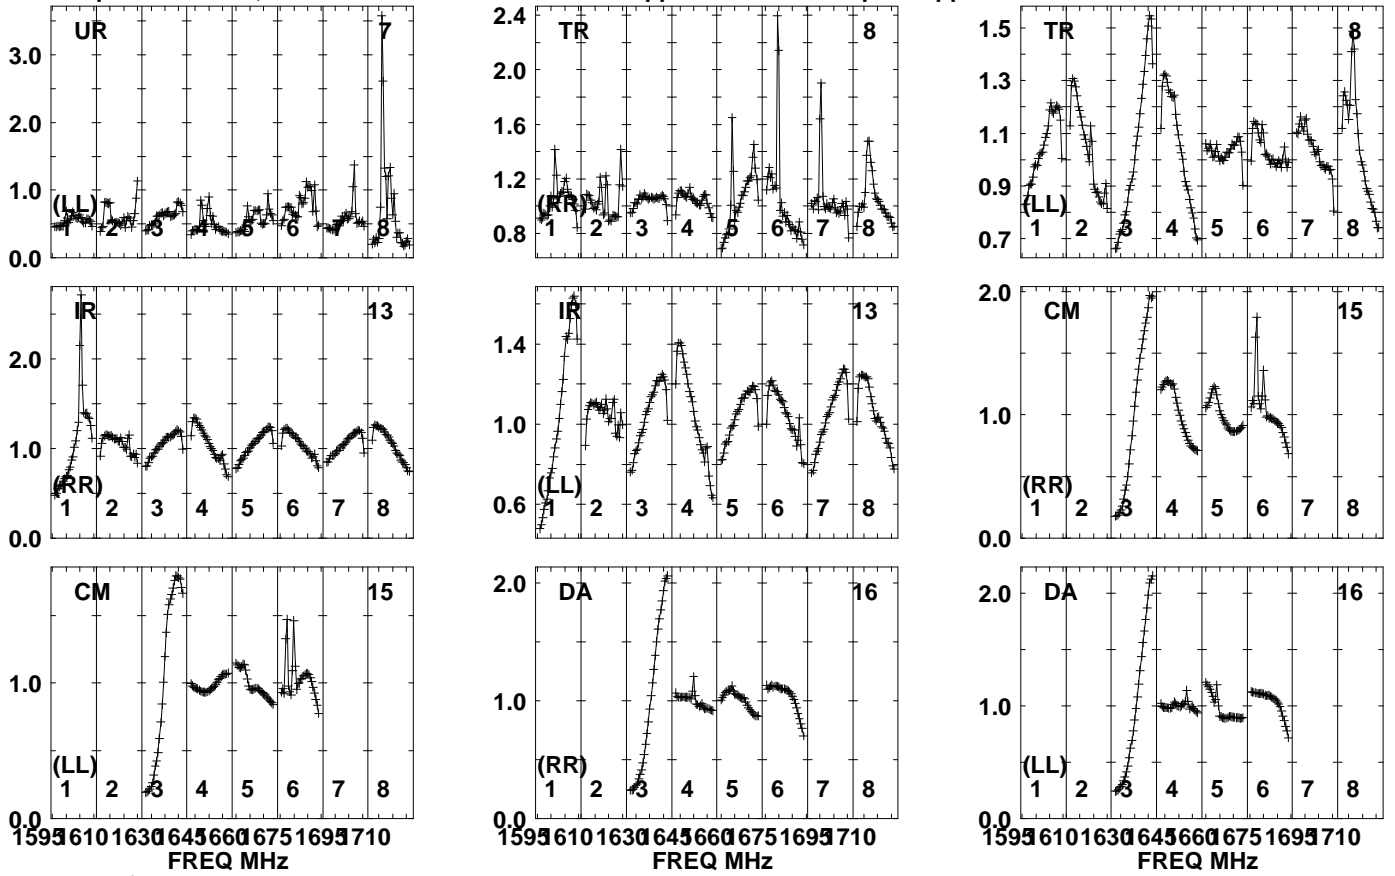 UR 7
3.0
2.0
1.0
0.0
(LL)
1 2 3 4 5 6 7 8
TR 8
2.4
2.0
1.6
1.2
0.8
(RR)
1 2 3 4 5 6 7 8
TR 8
1.5
1.3
1.1
0.9
0.7
(LL)
1 2 3 4 5 6 7 8
IR 13
2.0
1.0
0.0
(RR)
1 2 3 4 5 6 7 8
IR 13
1.4
1.0
0.6
(LL)
1 2 3 4 5 6 7 8
CM 15
2.0
1.0
0.0
(RR)
1 2 3 4 5 6 7 8
CM 15
1.0
0.0
(LL)
1 2 3 4 5 6 7 8
1595 1610 1630 1645 1660 1675 1695 1710
FREQ MHz
DA 16
2.0
1.0
0.0
(RR)
1 2 3 4 5 6 7 8
1595 1610 1630 1645 1660 1675 1695 1710
FREQ MHz
DA 16
2.0
1.0
0.0
(LL)
1 2 3 4 5 6 7 8
1595 1610 1630 1645 1660 1675 1695 1710
FREQ MHz